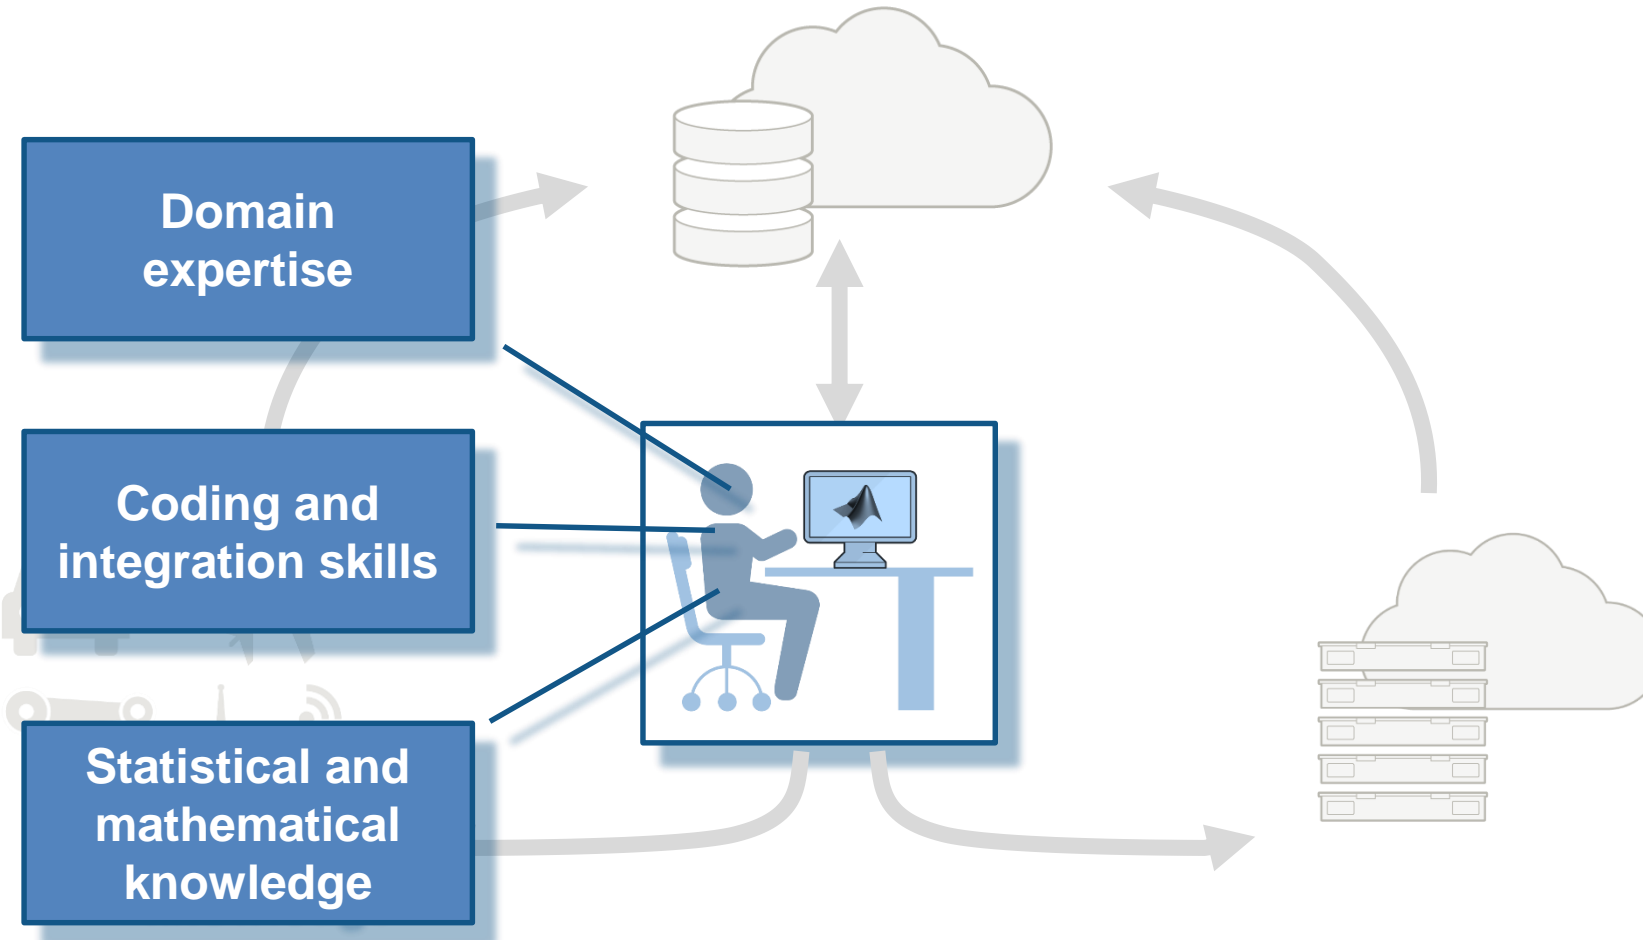 Domain
expertise
Coding and
integration skills
Statistical and
mathematical
knowledge